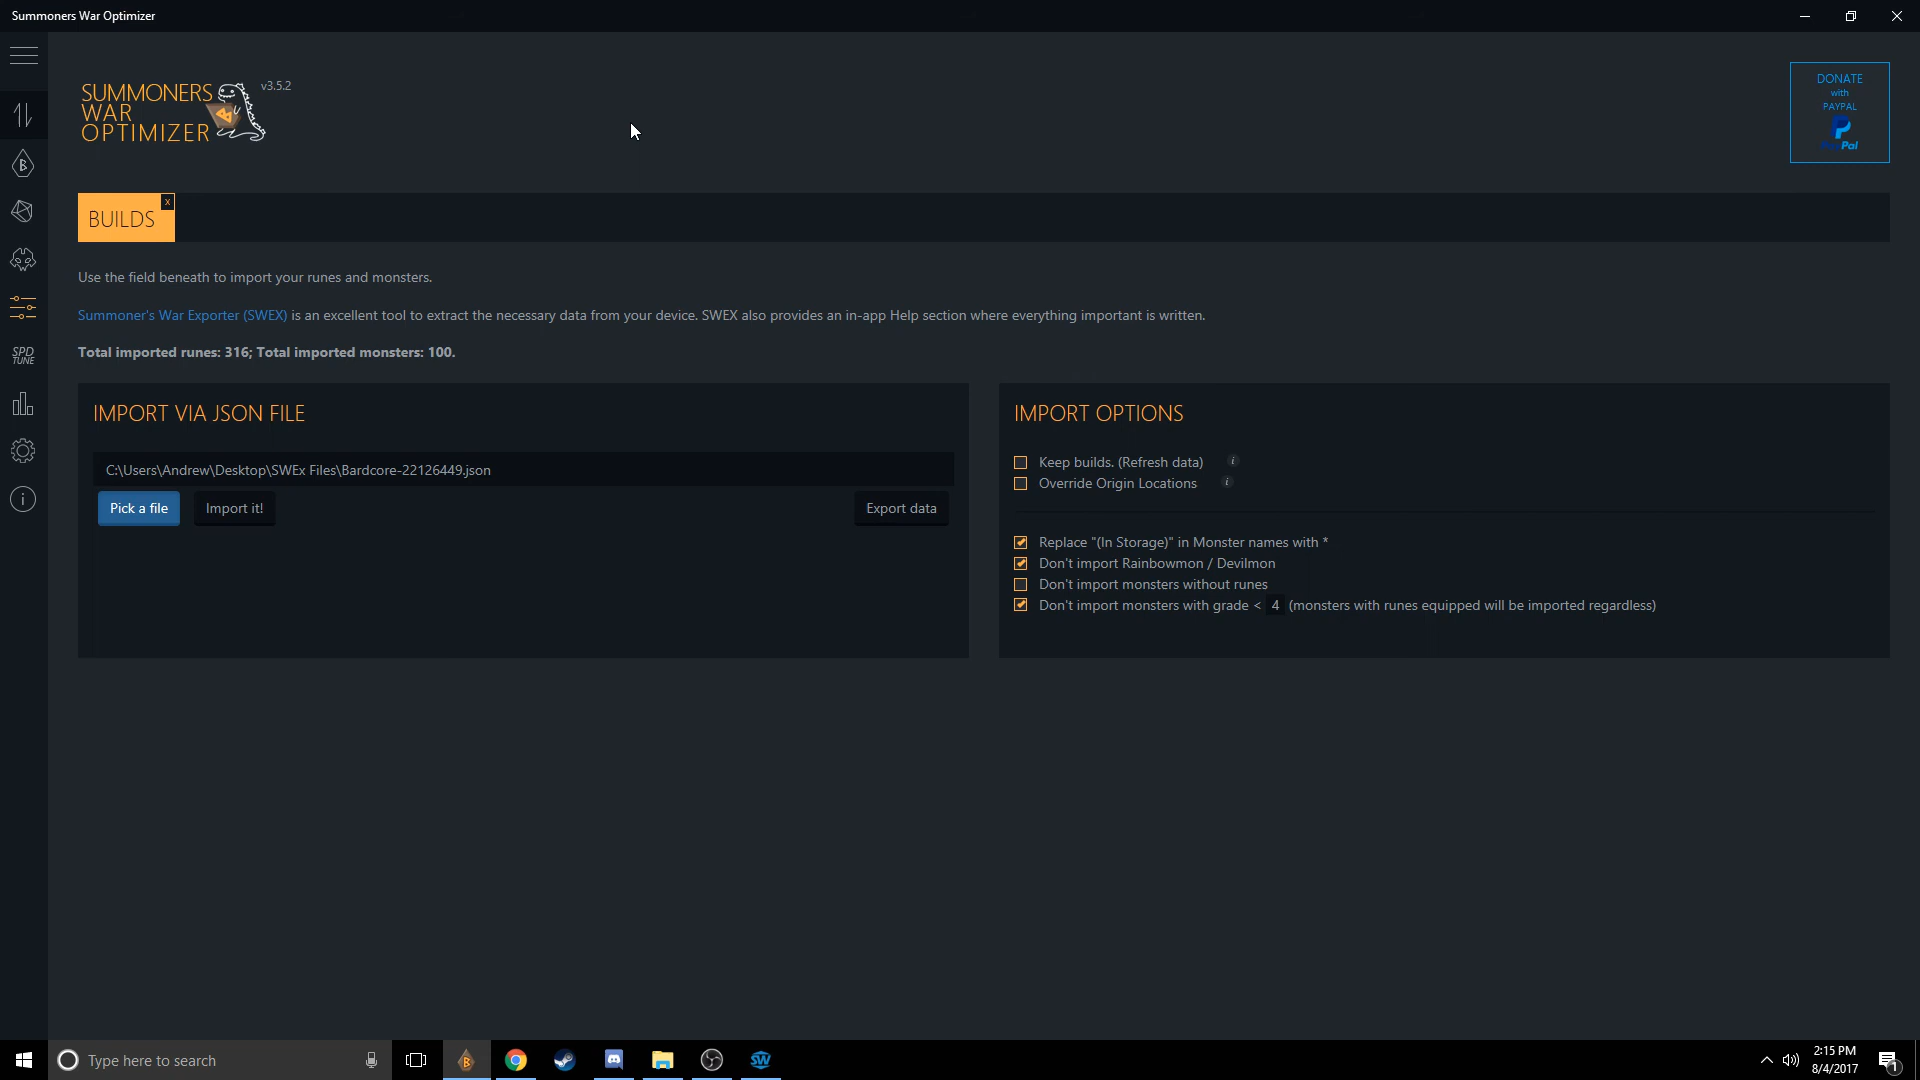 Summoners War Optimizer
SUMMONERS
WAR
OPTIMIZER
v3.5.2
DONATE
with
PAYPAL
PayPal
BUILDS
x
Use the field beneath to import your runes and monsters.
Summoner's War Exporter (SWEX) is an excellent tool to extract the necessary data from your device. SWEX also provides an in-app Help section where everything important is written.
Total imported runes: 316; Total imported monsters: 100.
SPD
TUNE
IMPORT VIA JSON FILE
C:\Users\Andrew\Desktop\SWEx Files\Bardcore-22126449.json
Pick a file
Import it!
Export data
IMPORT OPTIONS
Keep builds. (Refresh data) i
Override Origin Locations i
Replace "(In Storage)" in Monster names with *
Don't import Rainbowmon / Devilmon
Don't import monsters without runes
Don't import monsters with grade < 4 (monsters with runes equipped will be imported regardless)
Type here to search
B
SW
2:15 PM
8/4/2017
1